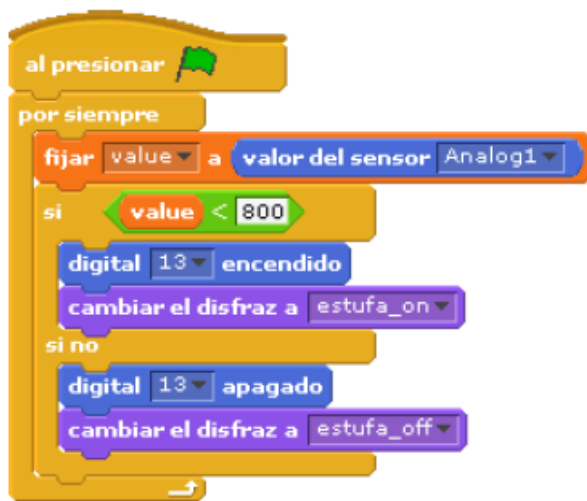 al presionar
por siempre
fijar value a valor del sensor Analog1
si value < 800
digital 13 encendido
cambiar el disfraz a estufa_on
si no
digital 13 apagado
cambiar el disfraz a estufa_off